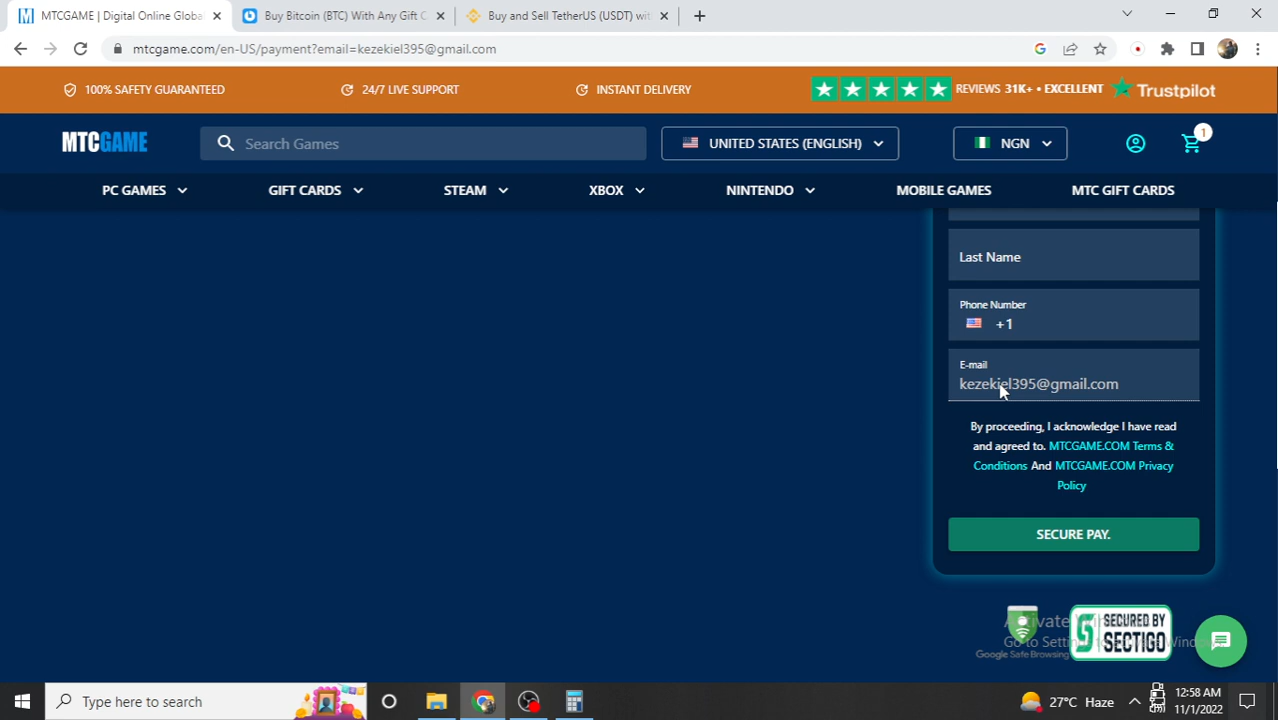 MTCGAME | Digital Online Globa
Buy Bitcoin (BTC) With Any Gift C
Buy and Sell TetherUS (USDT) wit
mtcgame.com/en-US/payment?email=kezekiel395@gmail.com
100% SAFETY GUARANTEED
24/7 LIVE SUPPORT
INSTANT DELIVERY
REVIEWS 31K+ • EXCELLENT
Trustpilot
MTCGAME
Search Games
UNITED STATES (ENGLISH)
NGN
1
PC GAMES
GIFT CARDS
STEAM
XBOX
NINTENDO
MOBILE GAMES
MTC GIFT CARDS
Last Name
Phone Number
+1
E-mail
kezekiel395@gmail.com
By proceeding, I acknowledge I have read
and agreed to. MTCGAME.COM Terms &
Conditions And MTCGAME.COM Privacy
Policy
SECURE PAY.
Google Safe Browsing
SECURED BY
SECTIGO
Type here to search
27°C Haze
12:58 AM
11/1/2022